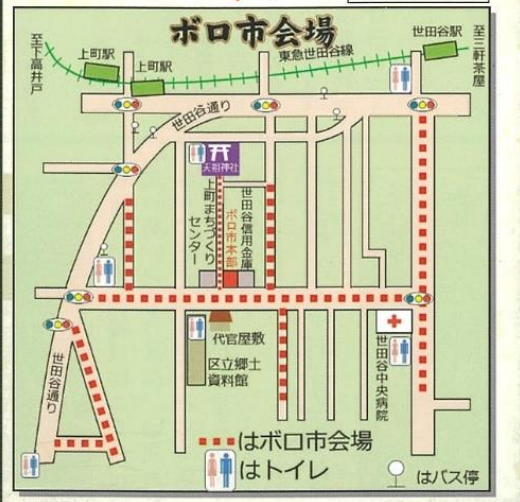 ボロ市会場
至下高井戸
上町駅
上町駅
東急世田谷線
世田谷駅
至三軒茶屋
世田谷通り
天祖神社
上町まちづくり
センター
ボロ市本部
世田谷信用金庫
代官屋敷
区立郷土
資料館
世田谷中央病院
世田谷通り
はボロ市会場
はトイレ
はバス停